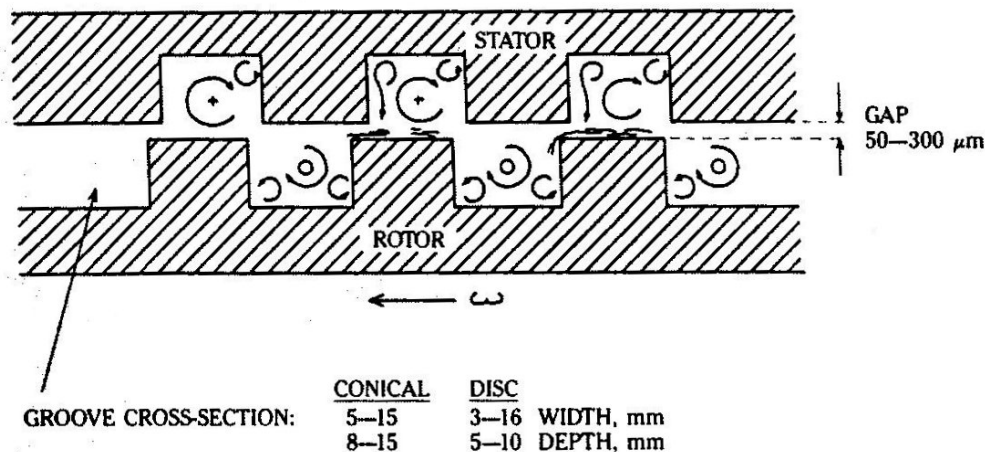 STATOR
GAP
50—300 μm
ROTOR
ω
CONICAL DISC
GROOVE CROSS-SECTION: 5—15 3—16 WIDTH, mm
8—15 5—10 DEPTH, mm